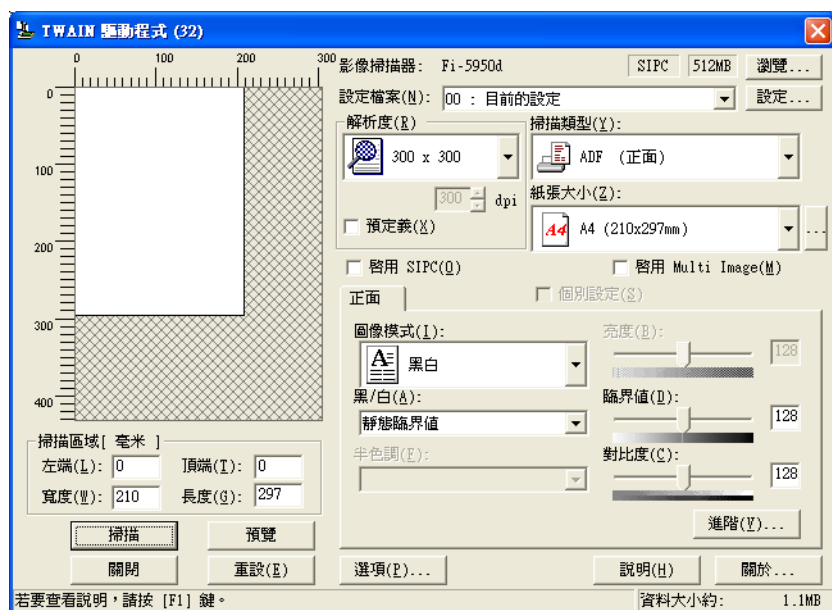 TWAIN 驅動程式 (32)
0 100 200 300
0
100
200
300
400
影像掃描器: Fi-5950d SIPC 512MB 瀏覽...
設定檔案(N): 00 : 目前的設定 設定...
解析度(R)
300 x 300
300 dpi
預定義(X)
掃描類型(Y):
ADF (正面)
紙張大小(Z):
A4 A4 (210x297mm) ...
啓用 SIPC(O) 啓用 Multi Image(M)
正面 個別設定(S)
圖像模式(I):
A 黑白
黑/白(A):
靜態臨界值
半色調(F):
亮度(B):
128
臨界值(D):
128
對比度(C):
128
進階(V)...
掃描區域[ 毫米 ]
左端(L): 0 頂端(T): 0
寬度(W): 210 長度(G): 297
掃描 預覽
關閉 重設(E) 選項(P)... 說明(H) 關於...
若要查看說明，請按 [F1] 鍵。 資料大小約: 1.1MB